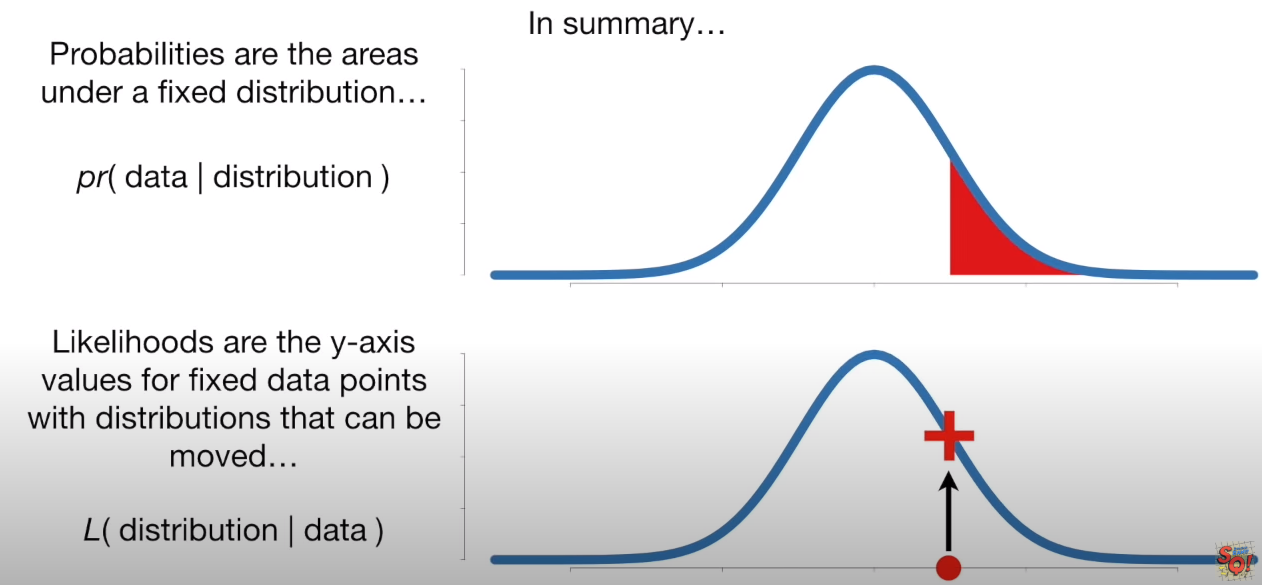 In summary…
Probabilities are the areas
under a fixed distribution…
pr( data | distribution )
Likelihoods are the y-axis
values for fixed data points
with distributions that can be
moved…
L( distribution | data )
SQ!